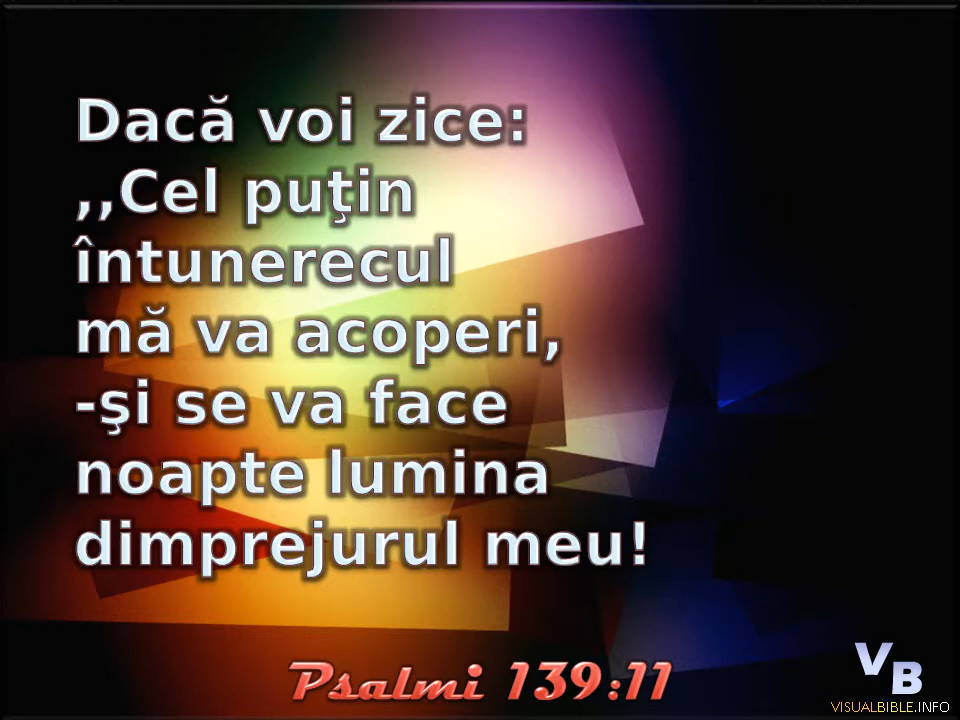 Dacă voi zice:
,,Cel puţin
întunerecul
mă va acoperi,
-şi se va face
noapte lumina
dimprejurul meu!
Psalmi 139:11
VB
VISUALBIBLE.INFO